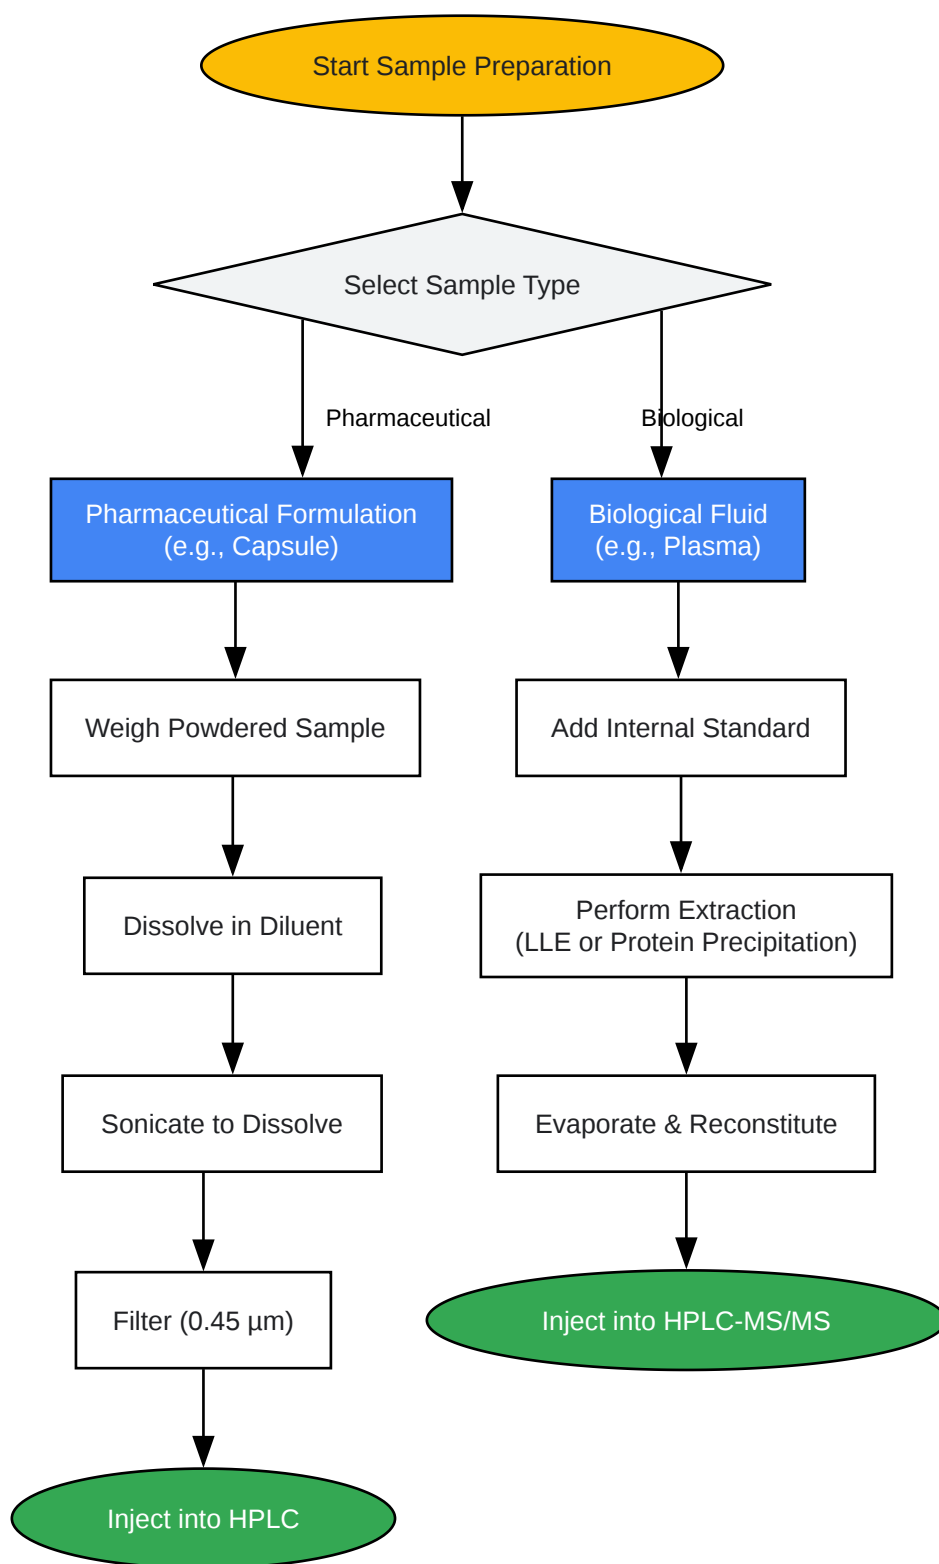 Start Sample Preparation
Select Sample Type
Pharmaceutical
Biological
Pharmaceutical Formulation
(e.g., Capsule)
Biological Fluid
(e.g., Plasma)
Weigh Powdered Sample
Add Internal Standard
Dissolve in Diluent
Perform Extraction
(LLE or Protein Precipitation)
Sonicate to Dissolve
Evaporate & Reconstitute
Filter (0.45 µm)
Inject into HPLC-MS/MS
Inject into HPLC